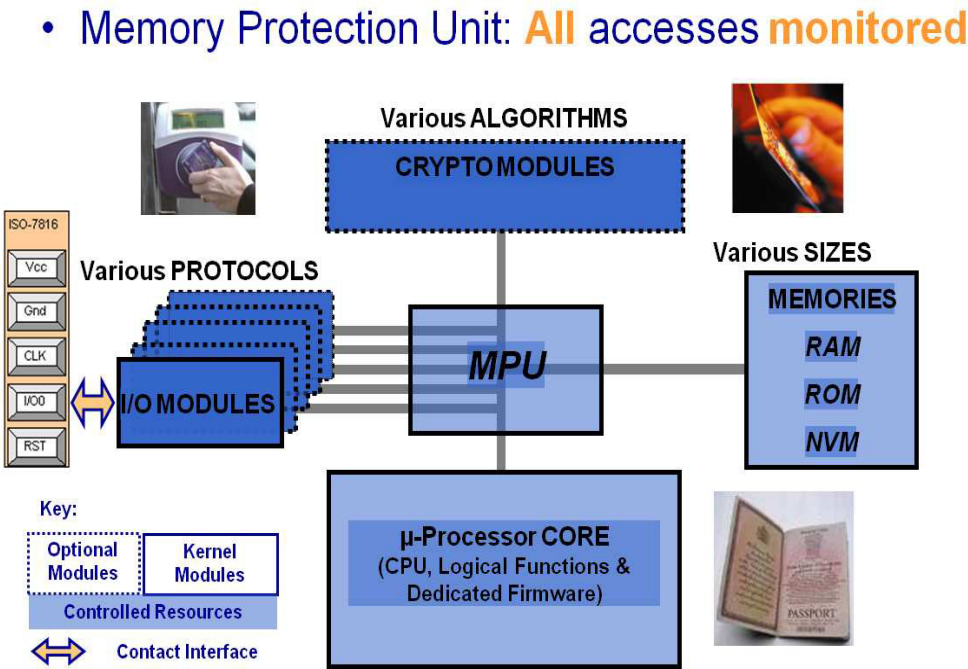 • Memory Protection Unit: All accesses monitored
Various ALGORITHMS
CRYPTO MODULES
ISO-7816
Vcc
Gnd
CLK
I/O0
RST
Various PROTOCOLS
I/O MODULES
MPU
Various SIZES
MEMORIES
RAM
ROM
NVM
µ-Processor CORE
(CPU, Logical Functions &
Dedicated Firmware)
Key:
Optional
Modules
Kernel
Modules
Controlled Resources
Contact Interface
PASSPORT